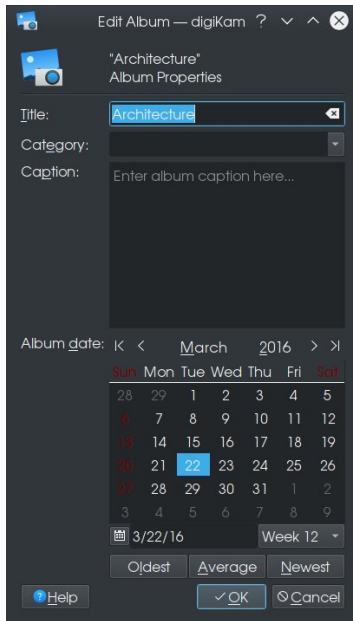 Edit Album — digiKam ?
"Architecture"
Album Properties
Title: Architecture
Category:
Caption: Enter album caption here...
Album date: March 2016
Sun Mon Tue Wed Thu Fri Sat
28 29 1 2 3 4 5
6 7 8 9 10 11 12
13 14 15 16 17 18 19
20 21 22 23 24 25 26
27 28 29 30 31 1 2
3 4 5 6 7 8 9
3/22/16 Week 12
Oldest Average Newest
?Help OK Cancel